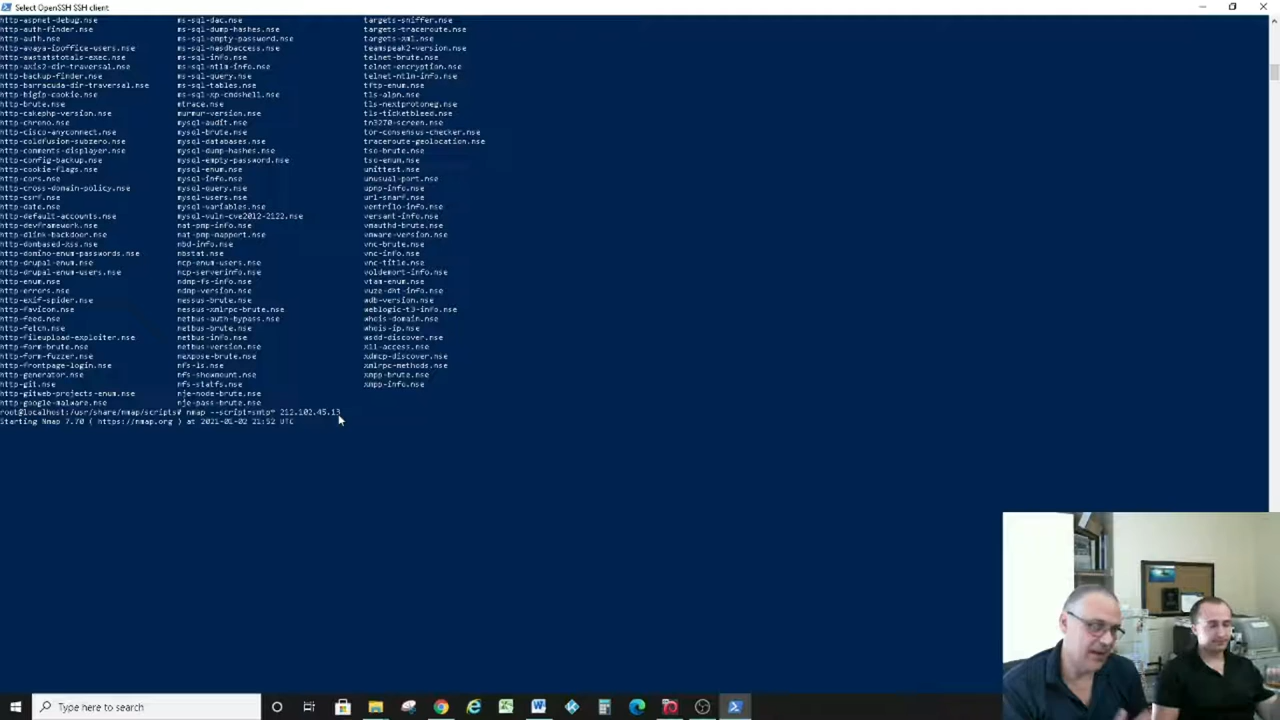 Select OpenSSH SSH client
http-aspnet-debug.nse ms-sql-dac.nse targets-sniffer.nse
http-auth-finder.nse ms-sql-dump-hashes.nse targets-traceroute.nse
http-auth.nse ms-sql-empty-password.nse targets-xml.nse
http-avaya-ipoffice-users.nse ms-sql-hasdbaccess.nse teamspeak2-version.nse
http-awstatstotals-exec.nse ms-sql-info.nse telnet-brute.nse
http-axis2-dir-traversal.nse ms-sql-ntlm-info.nse telnet-encryption.nse
http-backup-finder.nse ms-sql-query.nse telnet-ntlm-info.nse
http-barracuda-dir-traversal.nse ms-sql-tables.nse tftp-enum.nse
http-bigip-cookie.nse ms-sql-xp-cmdshell.nse tls-alpn.nse
http-brute.nse mtrace.nse tls-nextprotoneg.nse
http-cakephp-version.nse murmur-version.nse tls-ticketbleed.nse
http-chrono.nse mysql-audit.nse tn3270-screen.nse
http-cisco-anyconnect.nse mysql-brute.nse tor-consensus-checker.nse
http-coldfusion-subzero.nse mysql-databases.nse traceroute-geolocation.nse
http-comments-displayer.nse mysql-dump-hashes.nse tso-brute.nse
http-config-backup.nse mysql-empty-password.nse tso-enum.nse
http-cookie-flags.nse mysql-enum.nse unittest.nse
http-cors.nse mysql-info.nse unusual-port.nse
http-cross-domain-policy.nse mysql-query.nse upnp-info.nse
http-csrf.nse mysql-users.nse url-snarf.nse
http-date.nse mysql-variables.nse ventrilo-info.nse
http-default-accounts.nse mysql-vuln-cve2012-2122.nse versant-info.nse
http-devframework.nse nat-pmp-info.nse vmauthd-brute.nse
http-dlink-backdoor.nse nat-pmp-mapport.nse vmware-version.nse
http-dombased-xss.nse nbd-info.nse vnc-brute.nse
http-domino-enum-passwords.nse nbstat.nse vnc-info.nse
http-drupal-enum.nse ncp-enum-users.nse vnc-title.nse
http-drupal-enum-users.nse ncp-serverinfo.nse voldemort-info.nse
http-enum.nse ndmp-fs-info.nse vtam-enum.nse
http-errors.nse ndmp-version.nse vuze-dht-info.nse
http-exif-spider.nse nessus-brute.nse wdb-version.nse
http-favicon.nse nessus-xmlrpc-brute.nse weblogic-t3-info.nse
http-feed.nse netbus-auth-bypass.nse whois-domain.nse
http-fetch.nse netbus-brute.nse whois-ip.nse
http-fileupload-exploiter.nse netbus-info.nse wsdd-discover.nse
http-form-brute.nse netbus-version.nse x11-access.nse
http-form-fuzzer.nse nexpose-brute.nse xdmcp-discover.nse
http-frontpage-login.nse nfs-ls.nse xmlrpc-methods.nse
http-generator.nse nfs-showmount.nse xmpp-brute.nse
http-git.nse nfs-statfs.nse xmpp-info.nse
http-gitweb-projects-enum.nse nje-node-brute.nse
http-google-malware.nse nje-pass-brute.nse
root@localhost:/usr/share/nmap/scripts# nmap --script=smtp* 212.102.45.13
Starting Nmap 7.70 ( https://nmap.org ) at 2021-01-02 21:52 UTC
Type here to search